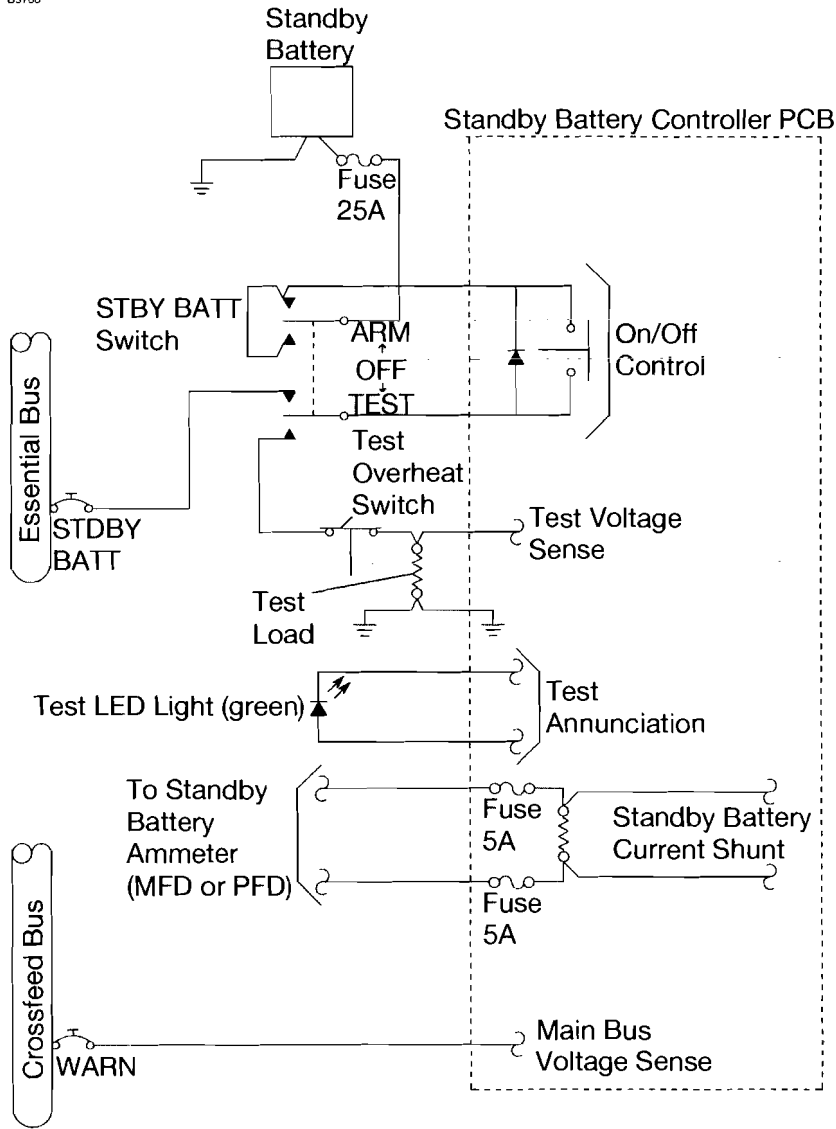 Standby
Battery
Standby Battery Controller PCB
Fuse
25A
STBY BATT
Switch
ARM
OFF
TEST
On/Off
Control
Essential Bus
STDBY
BATT
Test
Overheat
Switch
Test Voltage
Sense
Test
Load
Test LED Light (green)
Test
Annunciation
To Standby
Battery
Ammeter
(MFD or PFD)
Fuse
5A
Standby Battery
Current Shunt
Fuse
5A
Crossfeed Bus
WARN
Main Bus
Voltage Sense